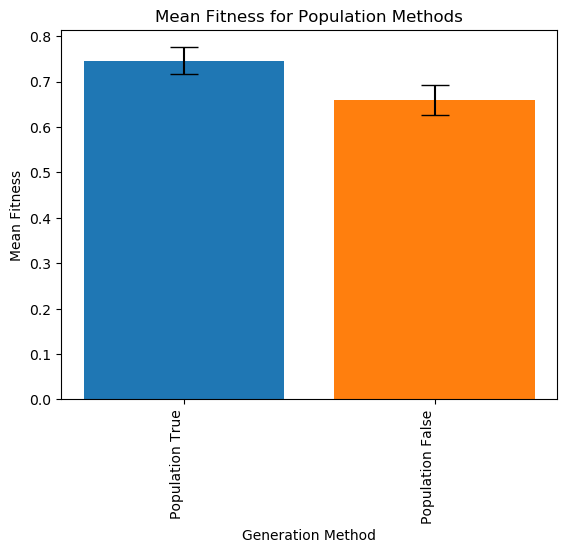 Mean Fitness for Population Methods
0.8
0.7
0.6
0.5
0.4
0.3
0.2
0.1
0.0
Mean Fitness
Population True
Population False
Generation Method